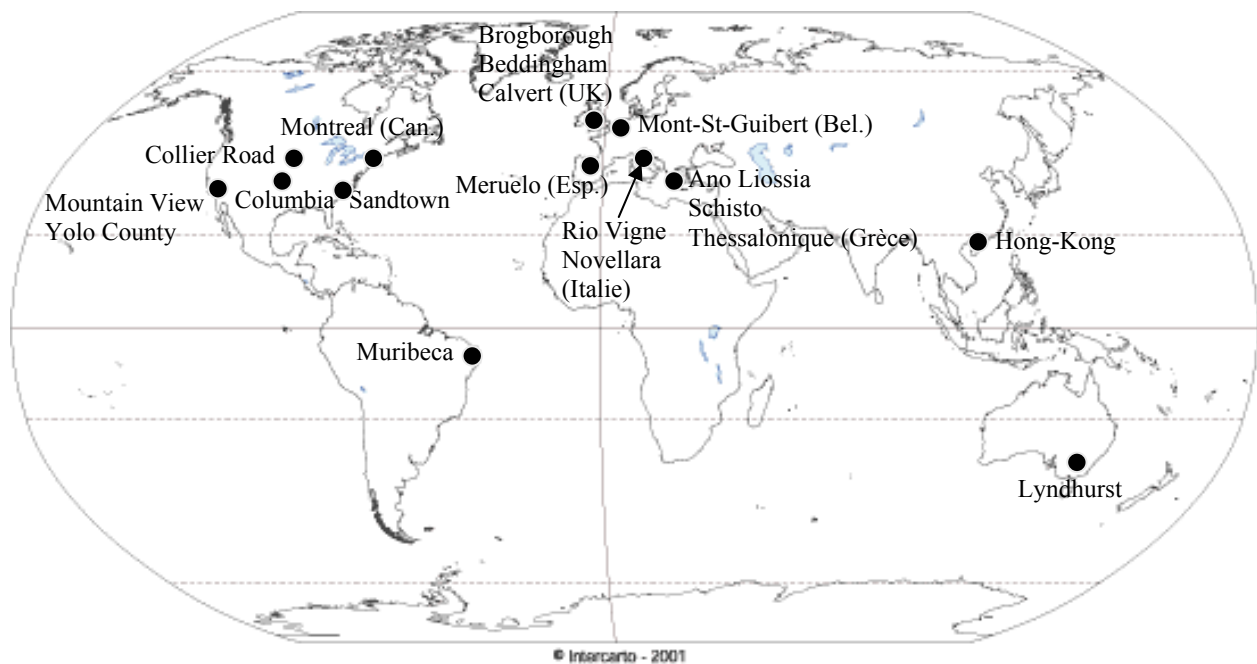 Brogborough
Beddingham
Calvert (UK)
Montreal (Can.)
Mont-St-Guibert (Bel.)
Collier Road
Meruelo (Esp.)
Ano Liossia
Schisto
Thessalonique (Grèce)
Mountain View
Yolo County
Columbia
Sandtown
Rio Vigne
Novellara
(Italie)
Hong-Kong
Muribeca
Lyndhurst
© Intercarto - 2001